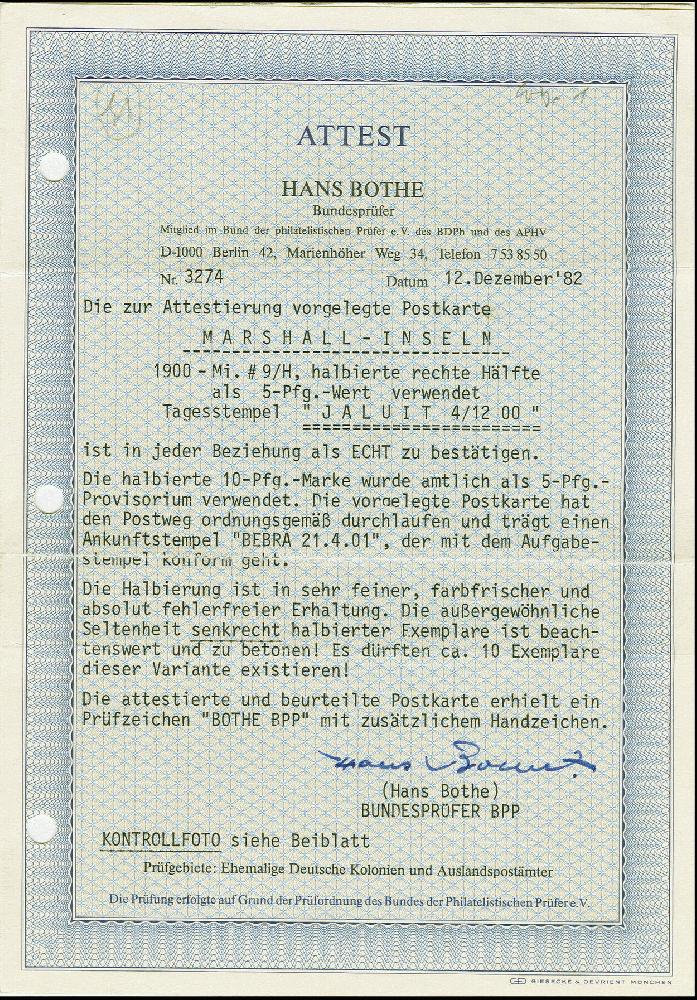 ATTEST
HANS BOTHE
Bundesprüfer
Mitglied im Bund der philatelistischen Prüfer e.V. des BDPh und des APHV
D-1000 Berlin 42, Marienhöher Weg 34, Telefon 753 85 50
Nr. 3274 Datum 12.Dezember'82
Die zur Attestierung vorgelegte Postkarte
MARSHALL-INSELN
1900 - Mi. # 9/H, halbierte rechte Hälfte
als 5-Pfg.-Wert verwendet
Tagesstempel "JALUIT 4/12 00"
ist in jeder Beziehung als ECHT zu bestätigen.
Die halbierte 10-Pfg.-Marke wurde amtlich als 5-Pfg.-
Provisorium verwendet. Die vorgelegte Postkarte hat
den Postweg ordnungsgemäß durchlaufen und trägt einen
Ankunftstempel "BEBRA 21.4.01", der mit dem Aufgabe-
stempel konform geht.
Die Halbierung ist in sehr feiner, farbfrischer und
absolut fehlerfreier Erhaltung. Die außergewöhnliche
Seltenheit senkrecht halbierter Exemplare ist beach-
tenswert und zu betonen! Es dürften ca. 10 Exemplare
dieser Variante existieren!
Die attestierte und beurteilte Postkarte erhielt ein
Prüfzeichen "BOTHE BPP" mit zusätzlichem Handzeichen.
Hans Bothe
(Hans Bothe)
BUNDESPRÜFER BPP
KONTROLLFOTO siehe Beiblatt
Prüfgebiete: Ehemalige Deutsche Kolonien und Auslandspostämter
Die Prüfung erfolgte auf Grund der Prüfordnung des Bundes der Philatelistischen Prüfer e.V.
GIESECKE & DEVRIENT MÜNCHEN